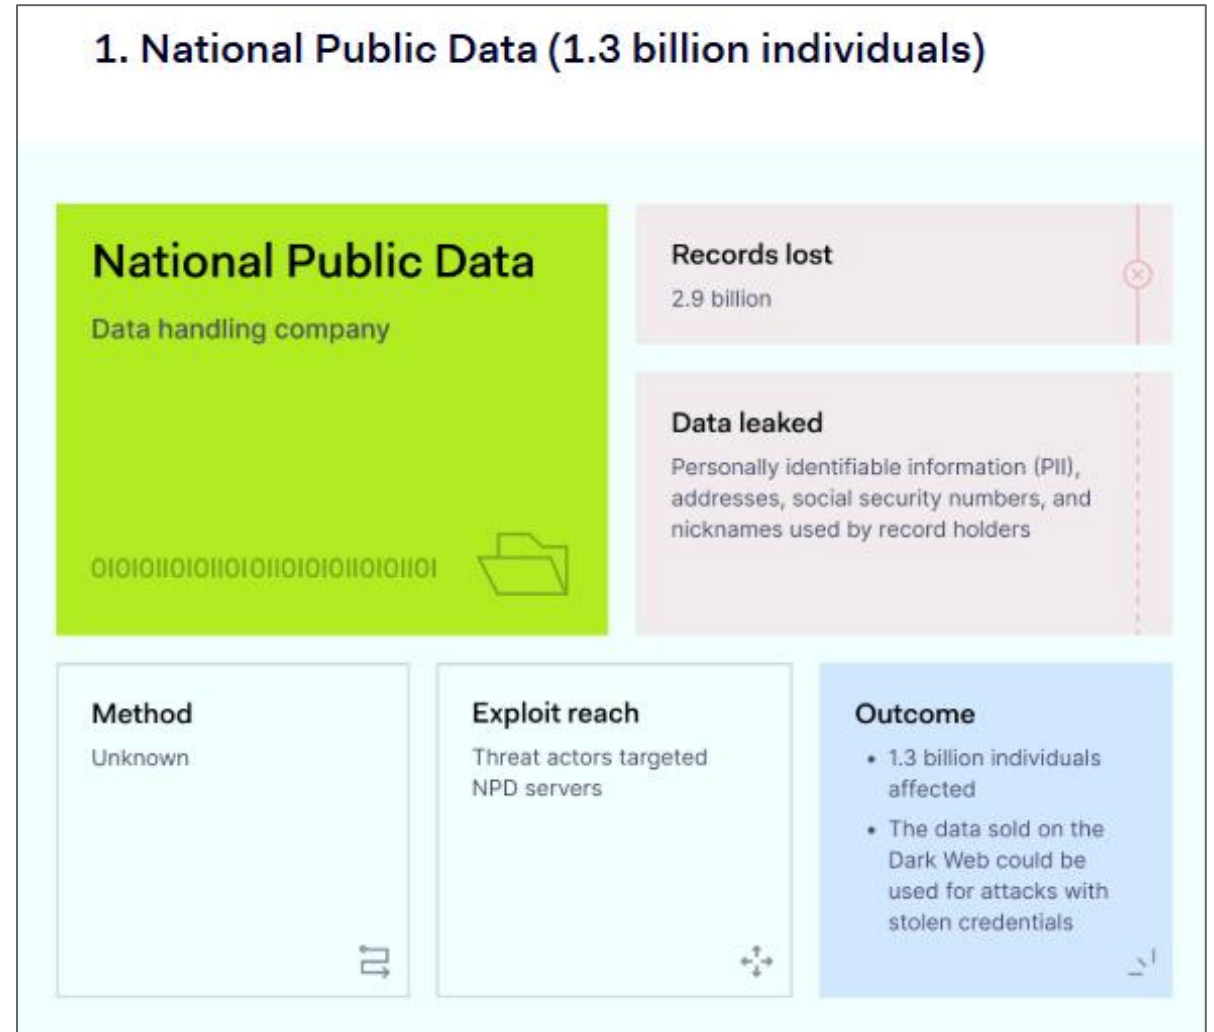 1. National Public Data (1.3 billion individuals)
National Public Data
Data handling company
0101011010110101101010110101101
Records lost
2.9 billion
Data leaked
Personally identifiable information (PII),
addresses, social security numbers, and
nicknames used by record holders
Method
Unknown
Exploit reach
Threat actors targeted
NPD servers
Outcome
• 1.3 billion individuals
affected
• The data sold on the
Dark Web could be
used for attacks with
stolen credentials